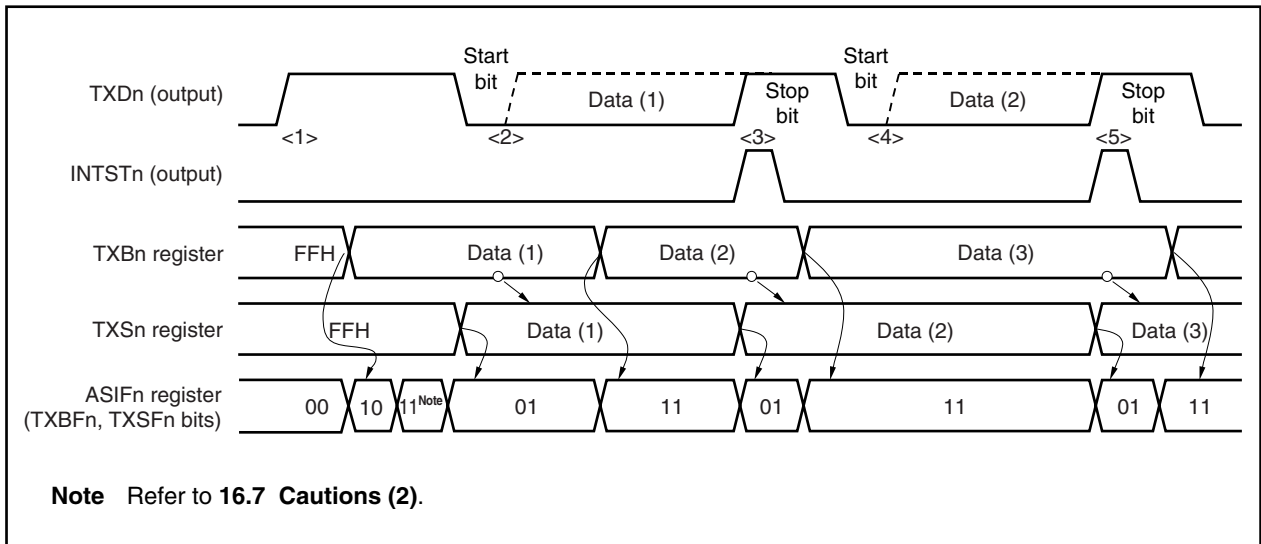 Start bit
Start bit
TXDn (output)
Data (1)
Stop bit
Data (2)
Stop bit
<1>
<2>
<3>
<4>
<5>
INTSTn (output)
TXBn register
FFH
Data (1)
Data (2)
Data (3)
TXSn register
FFH
Data (1)
Data (2)
Data (3)
ASIFn register
(TXBFn, TXSFn bits)
00
10
11Note
01
11
01
11
01
11
Note Refer to 16.7 Cautions (2).